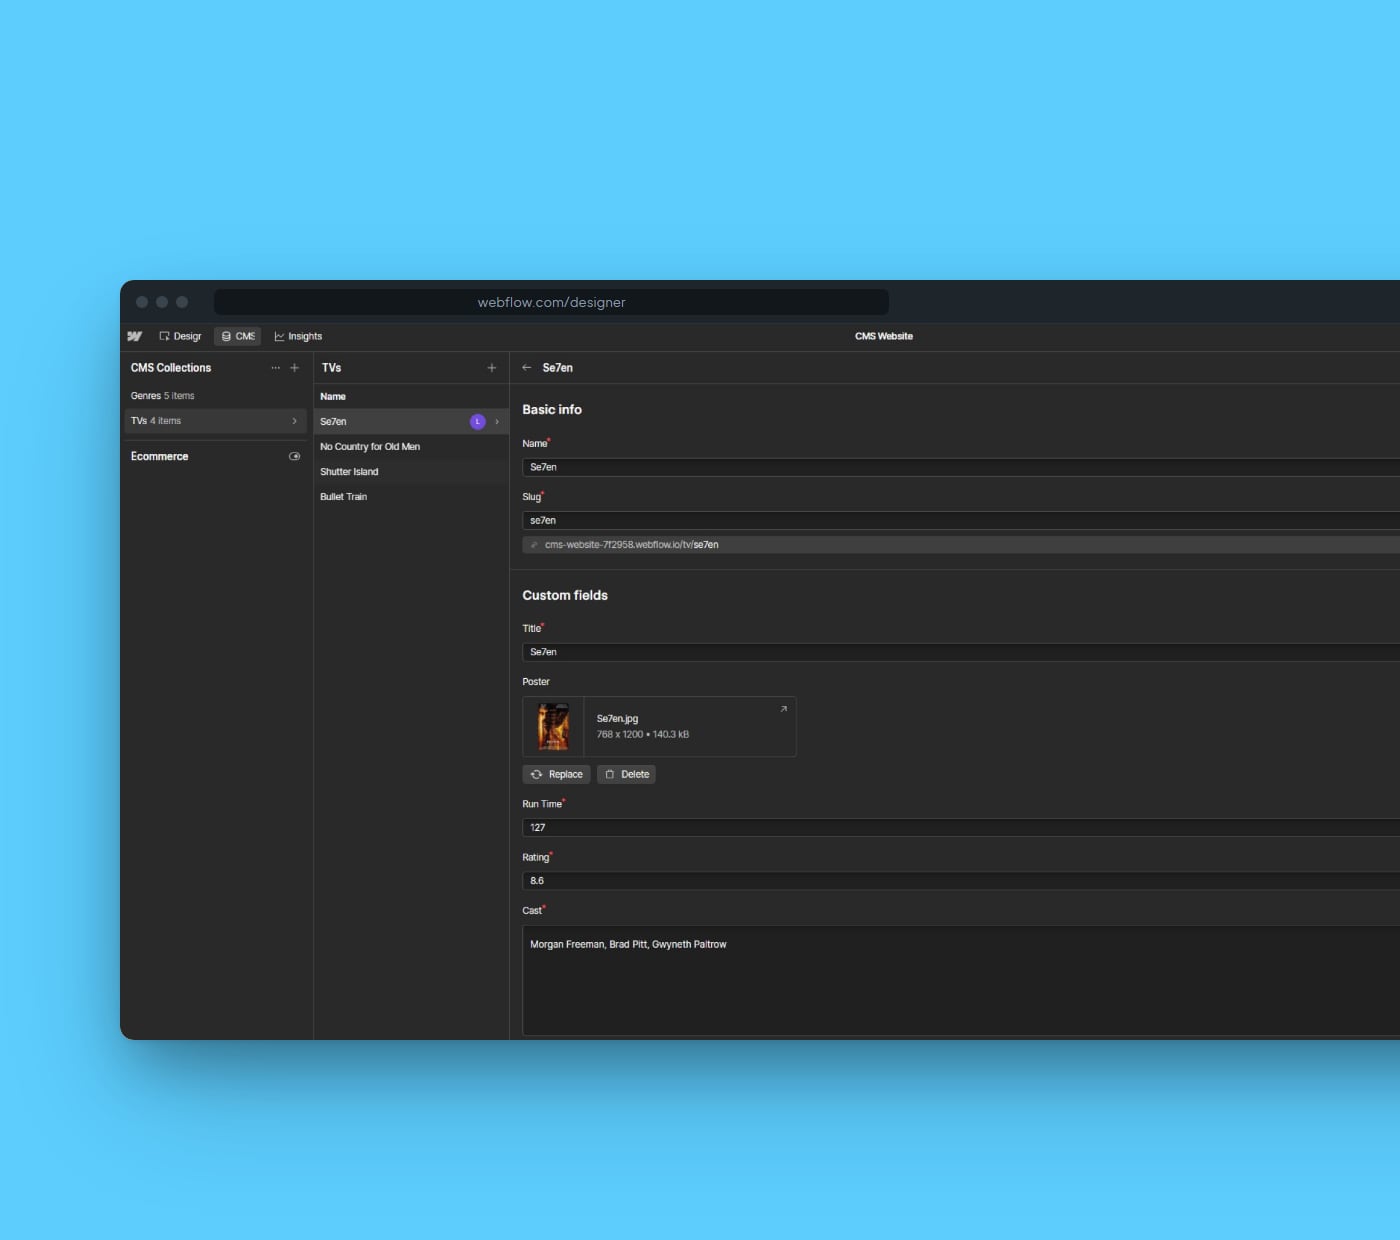 webflow.com/designer
Design CMS Insights CMS Website
CMS Collections
Genres 5 items
TVs 4 items
Ecommerce
TVs
Name
Se7en L
No Country for Old Men
Shutter Island
Bullet Train
Se7en
Basic info
Name*
Se7en
Slug*
se7en
cms-website-7f2958.webflow.io/tv/se7en
Custom fields
Title*
Se7en
Poster
Se7en.jpg
768 x 1200 • 140.3 kB
Replace Delete
Run Time*
127
Rating*
8.6
Cast*
Morgan Freeman, Brad Pitt, Gwyneth Paltrow